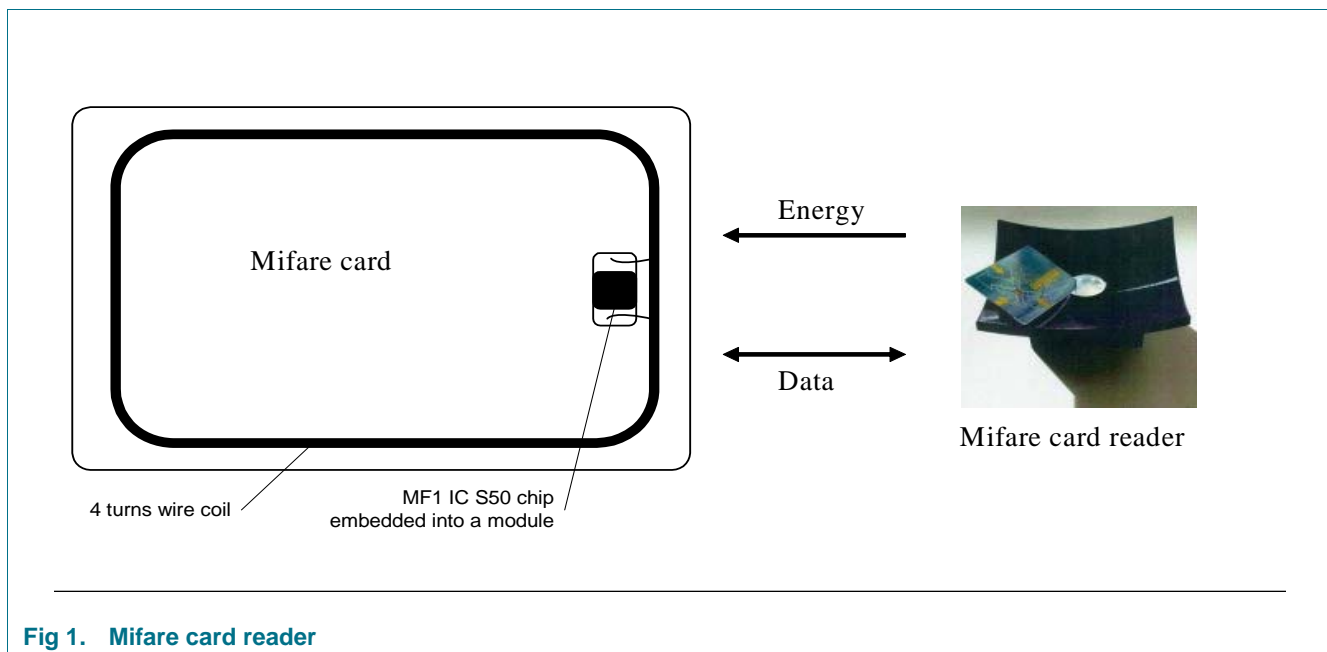 Mifare card
Energy
Data
Mifare card reader
4 turns wire coil
MF1 IC S50 chip
embedded into a module
Fig 1. Mifare card reader